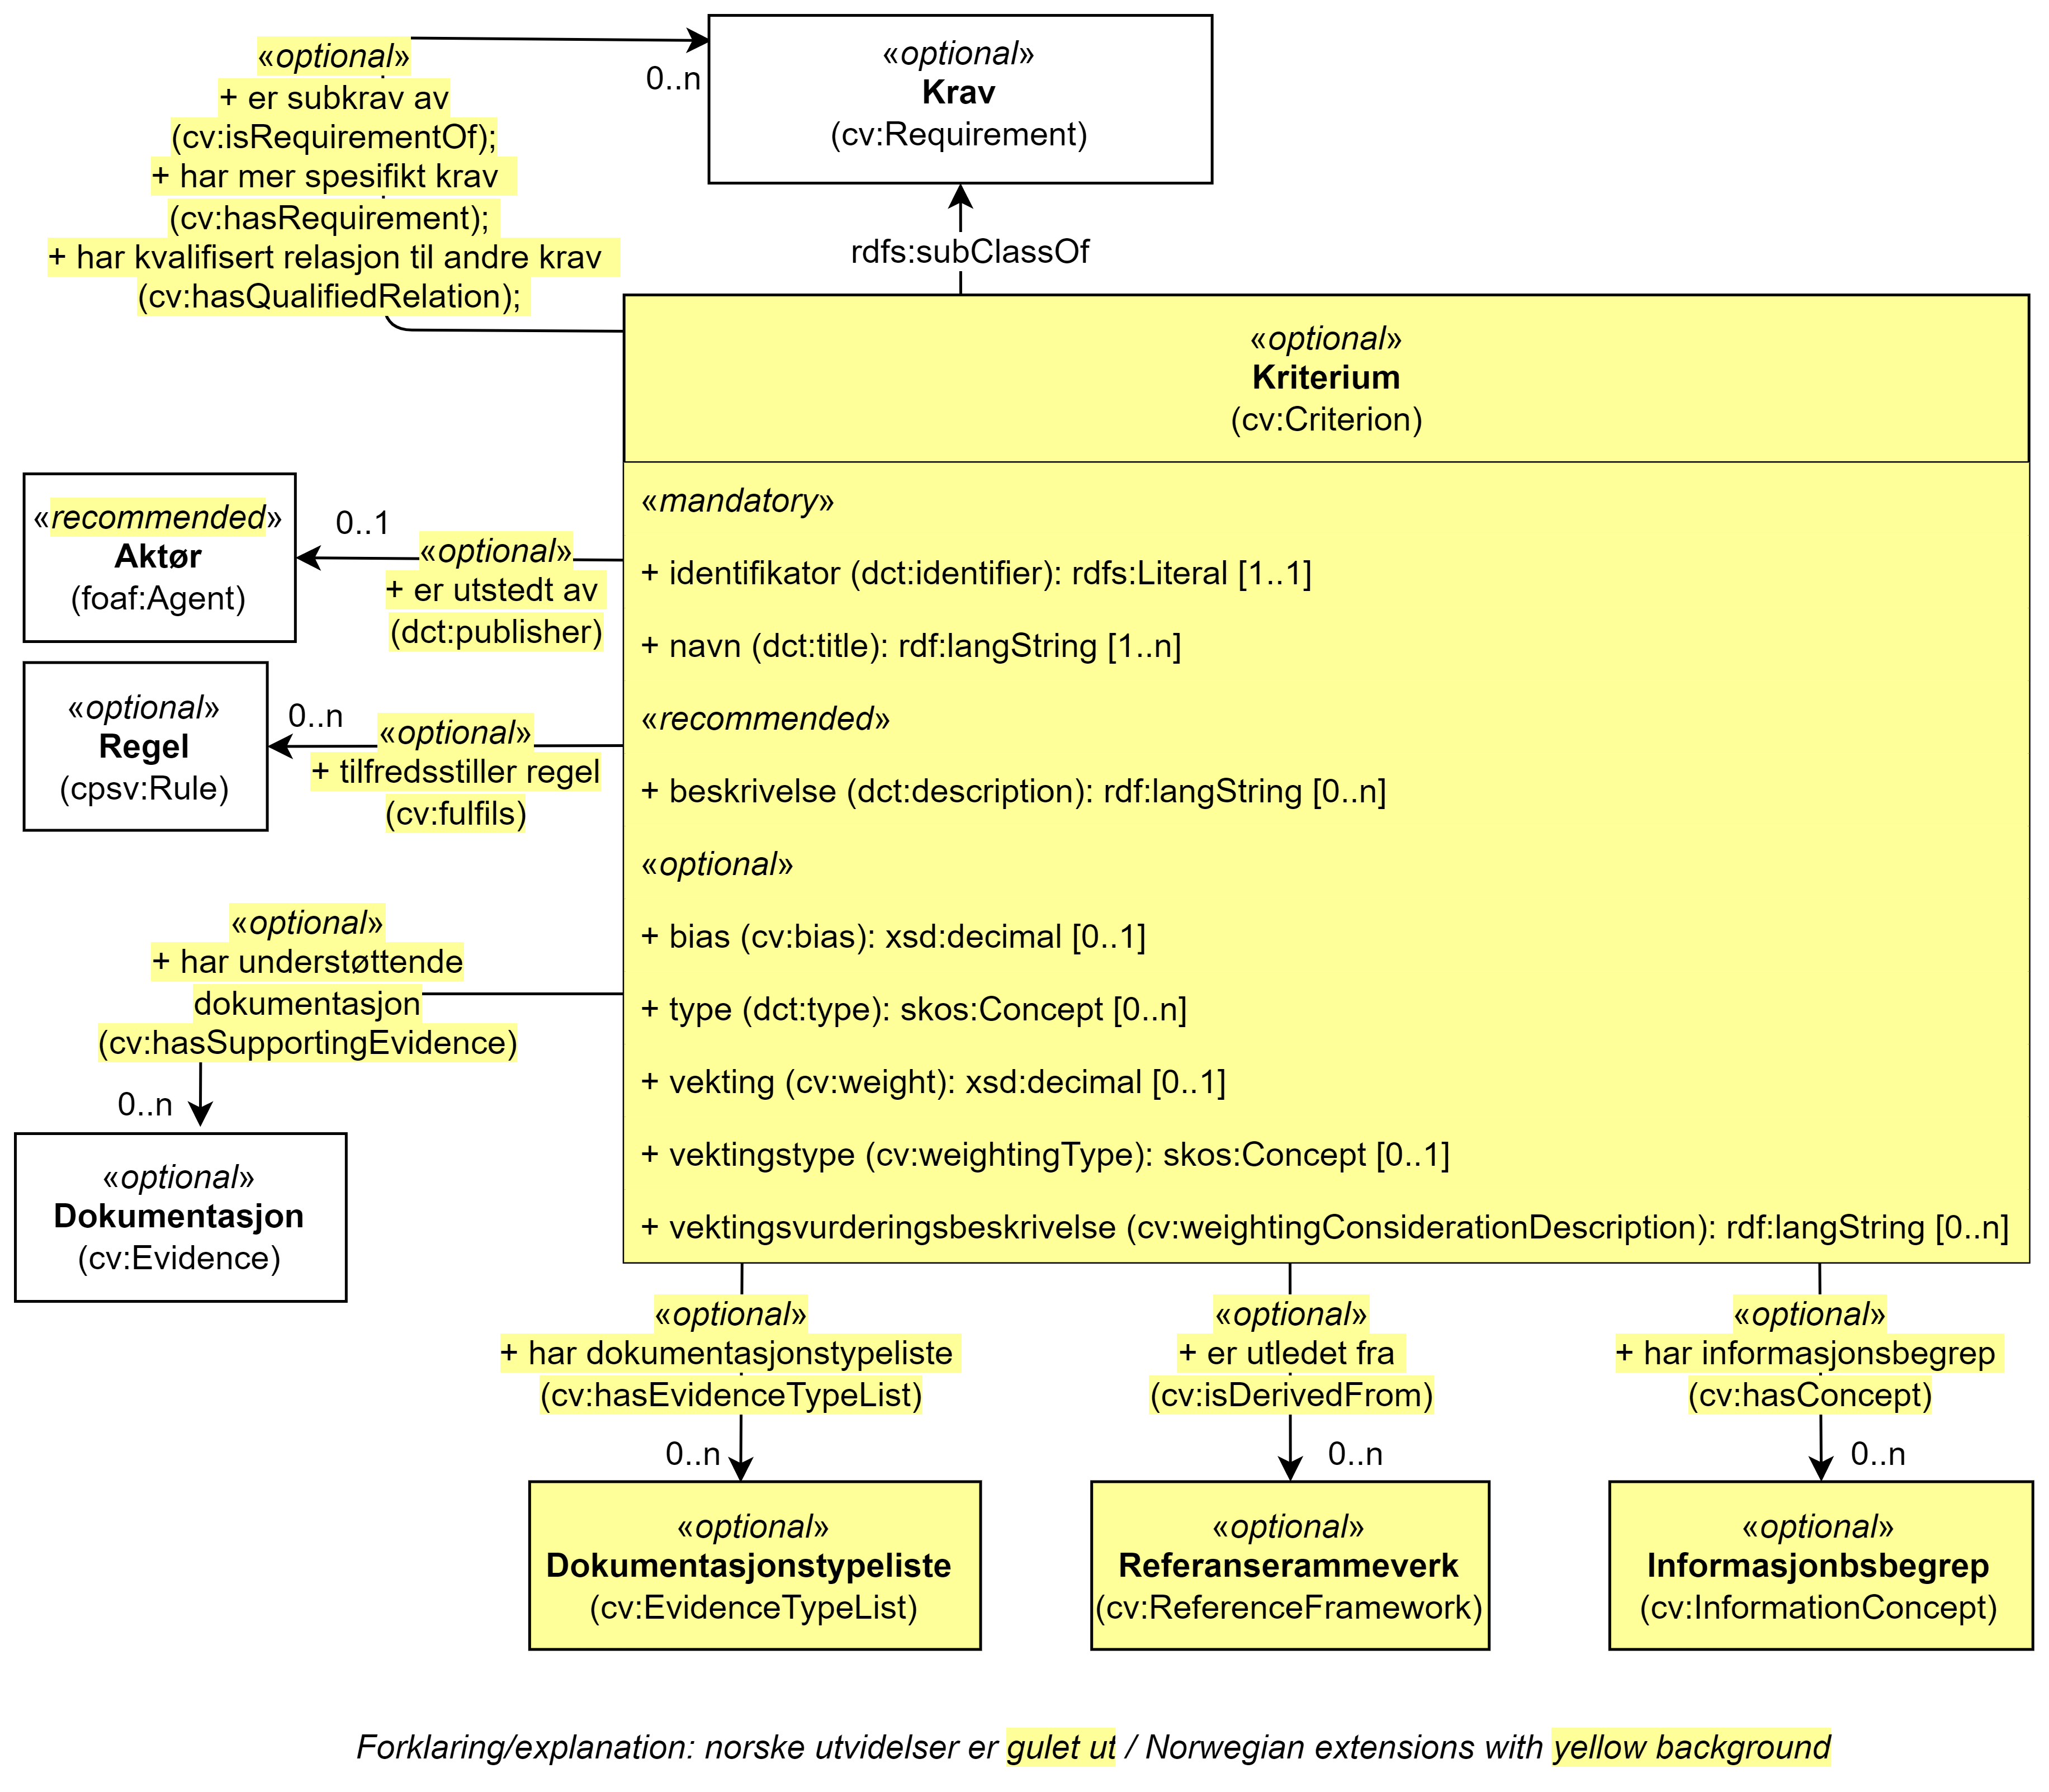 «optional»
+ er subkrav av
(cv:isRequirementOf);
+ har mer spesifikt krav
(cv:hasRequirement);
+ har kvalifisert relasjon til andre krav
(cv:hasQualifiedRelation);
0..n
«optional»
Krav
(cv:Requirement)
rdfs:subClassOf
«optional»
Kriterium
(cv:Criterion)
«mandatory»
+ identifikator (dct:identifier): rdfs:Literal [1..1]
+ navn (dct:title): rdf:langString [1..n]
«recommended»
+ beskrivelse (dct:description): rdf:langString [0..n]
«optional»
+ bias (cv:bias): xsd:decimal [0..1]
+ type (dct:type): skos:Concept [0..n]
+ vekting (cv:weight): xsd:decimal [0..1]
+ vektingstype (cv:weightingType): skos:Concept [0..1]
+ vektingsvurderingsbeskrivelse (cv:weightingConsiderationDescription): rdf:langString [0..n]
«recommended»
Aktør
(foaf:Agent)
0..1
«optional»
+ er utstedt av
(dct:publisher)
«optional»
Regel
(cpsv:Rule)
0..n
«optional»
+ tilfredsstiller regel
(cv:fulfils)
«optional»
+ har understøttende
dokumentasjon
(cv:hasSupportingEvidence)
0..n
«optional»
Dokumentasjon
(cv:Evidence)
«optional»
+ har dokumentasjonstypeliste
(cv:hasEvidenceTypeList)
0..n
«optional»
Dokumentasjonstypeliste
(cv:EvidenceTypeList)
«optional»
+ er utledet fra
(cv:isDerivedFrom)
0..n
«optional»
Referanserammeverk
(cv:ReferenceFramework)
«optional»
+ har informasjonsbegrep
(cv:hasConcept)
0..n
«optional»
Informasjonbsbegrep
(cv:InformationConcept)
Forklaring/explanation: norske utvidelser er gulet ut / Norwegian extensions with yellow background